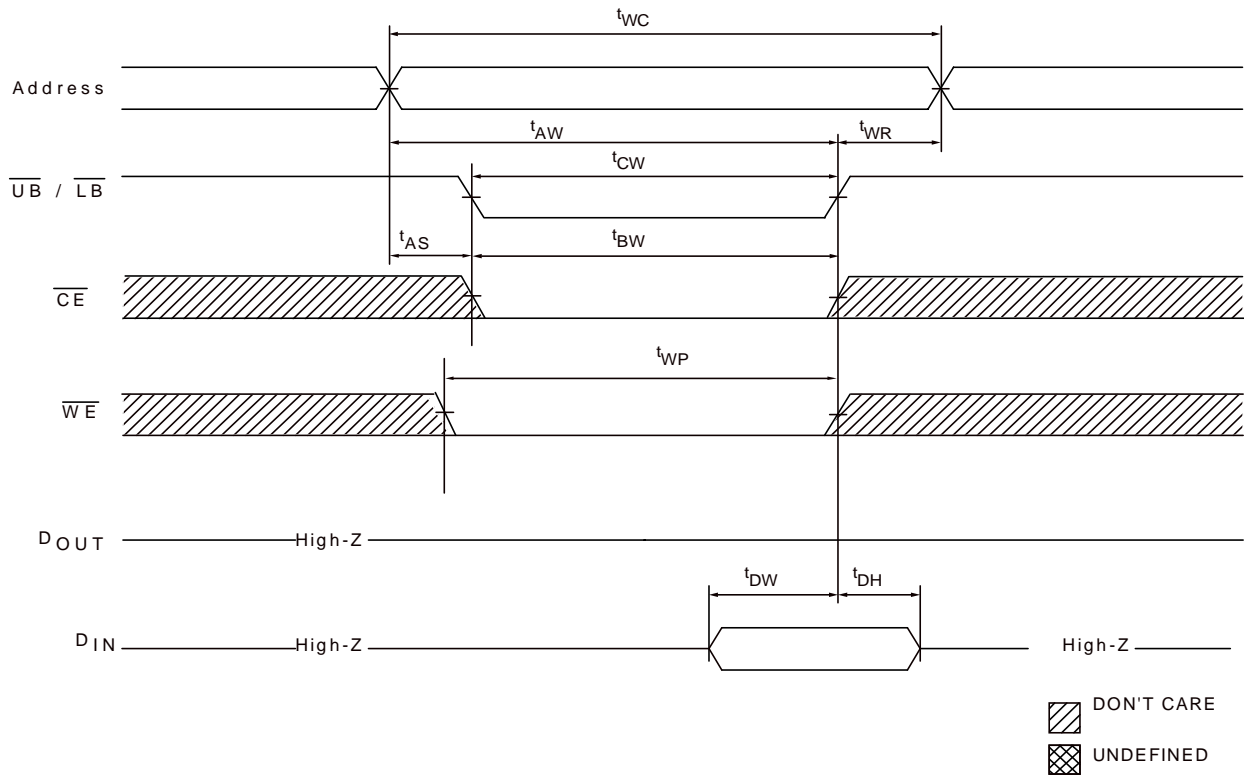 tWC
Address
tAW
tWR
tCW
UB / LB
tAS
tBW
CE
tWP
WE
DOUT High-Z
tDW
tDH
DIN High-Z High-Z
DON'T CARE
UNDEFINED